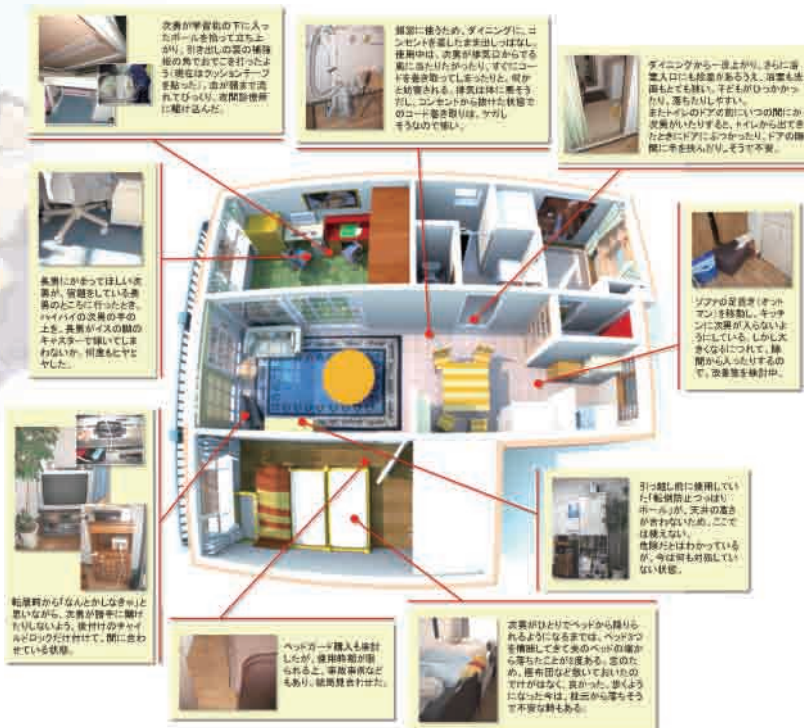 次男が学習机の下に入っ
たボールを拾って立ち上
がり、引き出しの裏の補強
板の角でおでこを打ったよ
う(現在はクッションテープ
を貼った)。血が顔まで流
れてびっくり、夜間診療所
に駆け込んだ。
頻繁に使うため、ダイニングに、コ
ンセントを差したまま出しっぱなし。
使用中は、次男が排気口からでる
風に当たりたがったり、すぐにコー
ドを巻き取ってしまったりと、何か
と妨害される。排気は体に悪そう
だし、コンセントから抜けた状態で
のコード巻き取りは、ケガし
そうなので怖い。
ダイニングから一段上がり、さらに浴
室入口にも段差があるうえ、浴室も洗
面もとても狭い。子どもがひっかかっ
たり、落ちたりしやすい。
またトイレのドアの前にいつの間にか
次男がいたりすると、トイレから出てき
たときにドアにぶつかったり、ドアの隙
間に手を挟んだり。そうで不安。
長男にかまってほしい次
男が、宿題をしている長
男のところに行ったとき、
ハイハイの次男の手の
上を、長男がイスの脚の
キャスターで轢いてしま
わないか、何度もヒヤヒ
ヤした。
ソファの足置き(オット
マン)を移動し、キッチ
ンに次男が入らないよ
うにしている。しかし大
きくなるにつれて、隙
間から入ったりするの
で、改善策を検討中。
転居時から「なんとかしなきゃ」と
思いながら、次男が勝手に開け
たりしないよう、後付けのチャイ
ルドロックだけ付けて、間に合わ
せている状態。
引っ越し前に使用してい
た「転倒防止つっぱり
ポール」が、天井の高さ
が合わないため、ここで
は使えない。
危険だとはわかっている
が、今は何も対処してい
ない状態。
ベッドガード購入も検討
したが、使用時期が限
られる上、事故事例など
もあり、結局見合わせた。
次男がひとりでベッドから降りら
れるようになるまでは、ベッド3つ
を横断してきて夫のベッドの端か
ら落ちたことが2度ある。念のた
め、座布団など敷いておいたの
でけがはなく、良かった。歩くよう
になった今は、枕元から落ちそう
で不安な時もある。